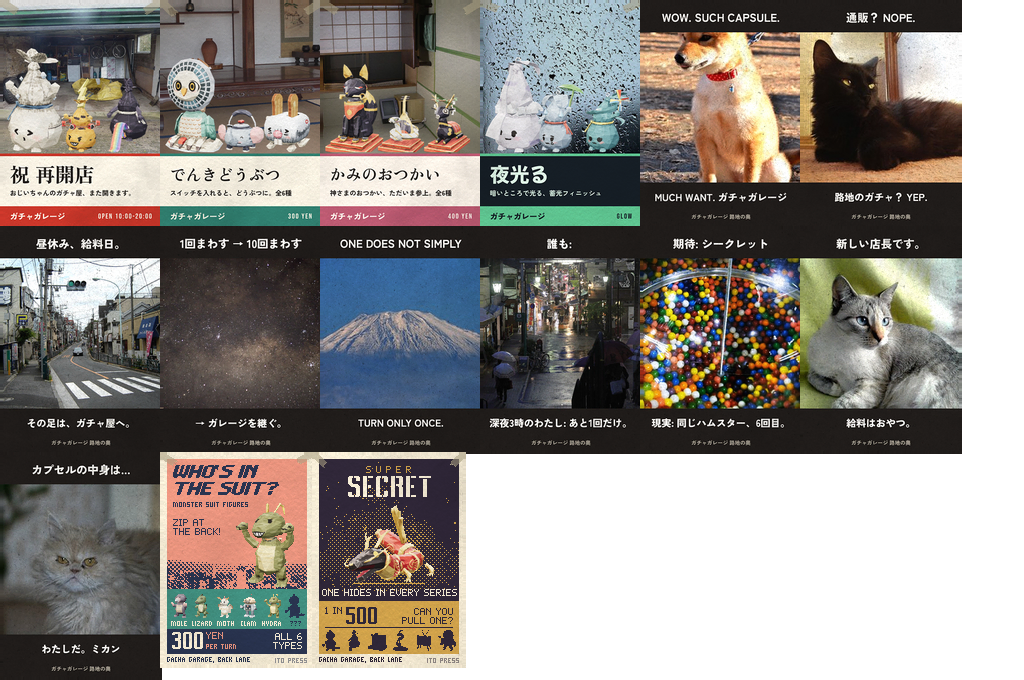 祝 再開店
おじいちゃんのガチャ屋、また開きます。
ガチャガレージ
OPEN 10:00-20:00
でんきどうぶつ
スイッチを入れると、どうぶつに。全6種
ガチャガレージ
300 YEN
かみのおつかい
神さまのおつかい、ただいま参上。全6種
ガチャガレージ
400 YEN
夜光る
暗いところで光る、蓄光フィニッシュ
ガチャガレージ
GLOW
WOW. SUCH CAPSULE.
MUCH WANT. ガチャガレージ
ガチャガレージ 路地の奥
通販？ NOPE.
路地のガチャ？ YEP.
ガチャガレージ 路地の奥
昼休み、給料日。
その足は、ガチャ屋へ。
ガチャガレージ 路地の奥
1回まわす → 10回まわす
→ ガレージを継ぐ。
ガチャガレージ 路地の奥
ONE DOES NOT SIMPLY
TURN ONLY ONCE.
ガチャガレージ 路地の奥
誰も:
深夜3時のわたし: あと1回だけ。
ガチャガレージ 路地の奥
期待: シークレット
現実: 同じハムスター、6回目。
ガチャガレージ 路地の奥
新しい店長です。
給料はおやつ。
ガチャガレージ 路地の奥
カプセルの中身は...
わたしだ。ミカン
ガチャガレージ 路地の奥
WHO'S IN
THE SUIT?
MONSTER SUIT FIGURES
ZIP AT
THE BACK!
MOLE LIZARD MOTH CLAM HYDRA ???
300 YEN
PER TURN
ALL 6
TYPES
GACHA GARAGE, BACK LANE
ITO PRESS
SUPER
SECRET
ONE HIDES IN EVERY SERIES
1 IN 500
CAN YOU
PULL ONE?
GACHA GARAGE, BACK LANE
ITO PRESS